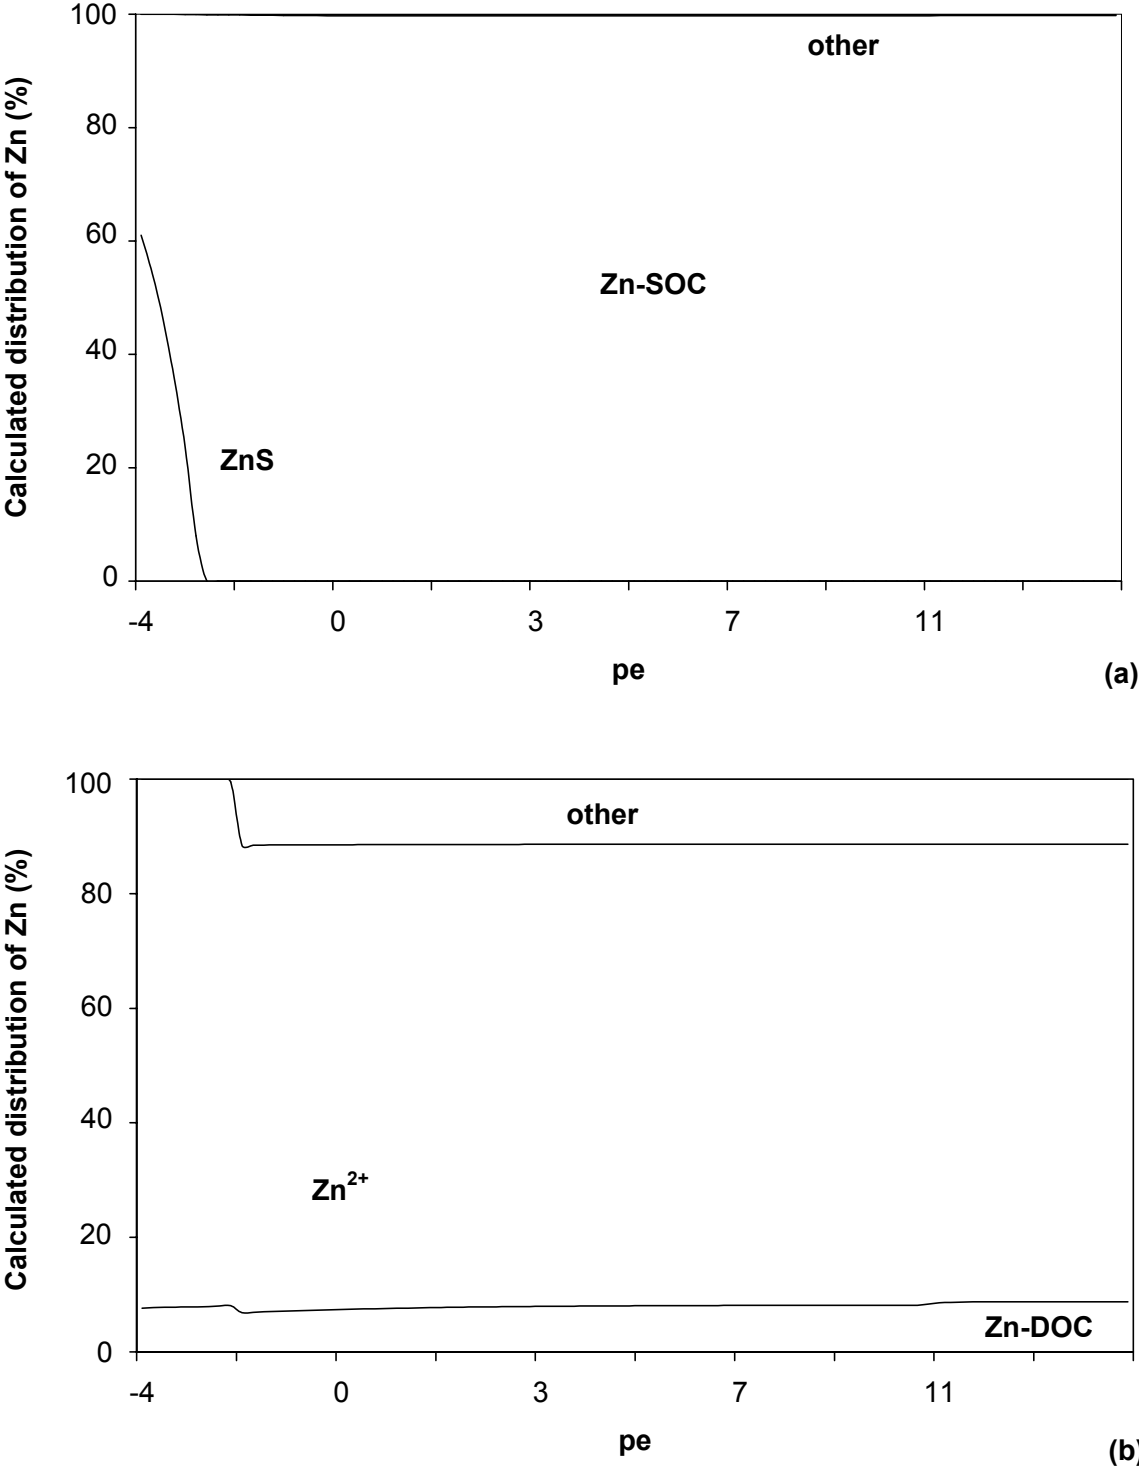 Calculated distribution of Zn (%)
100
80
60
40
20
0
other
Zn-SOC
ZnS
-4 0 3 7 11
pe
(a)
Calculated distribution of Zn (%)
100
80
60
40
20
0
other
Zn²⁺
Zn-DOC
-4 0 3 7 11
pe
(b)